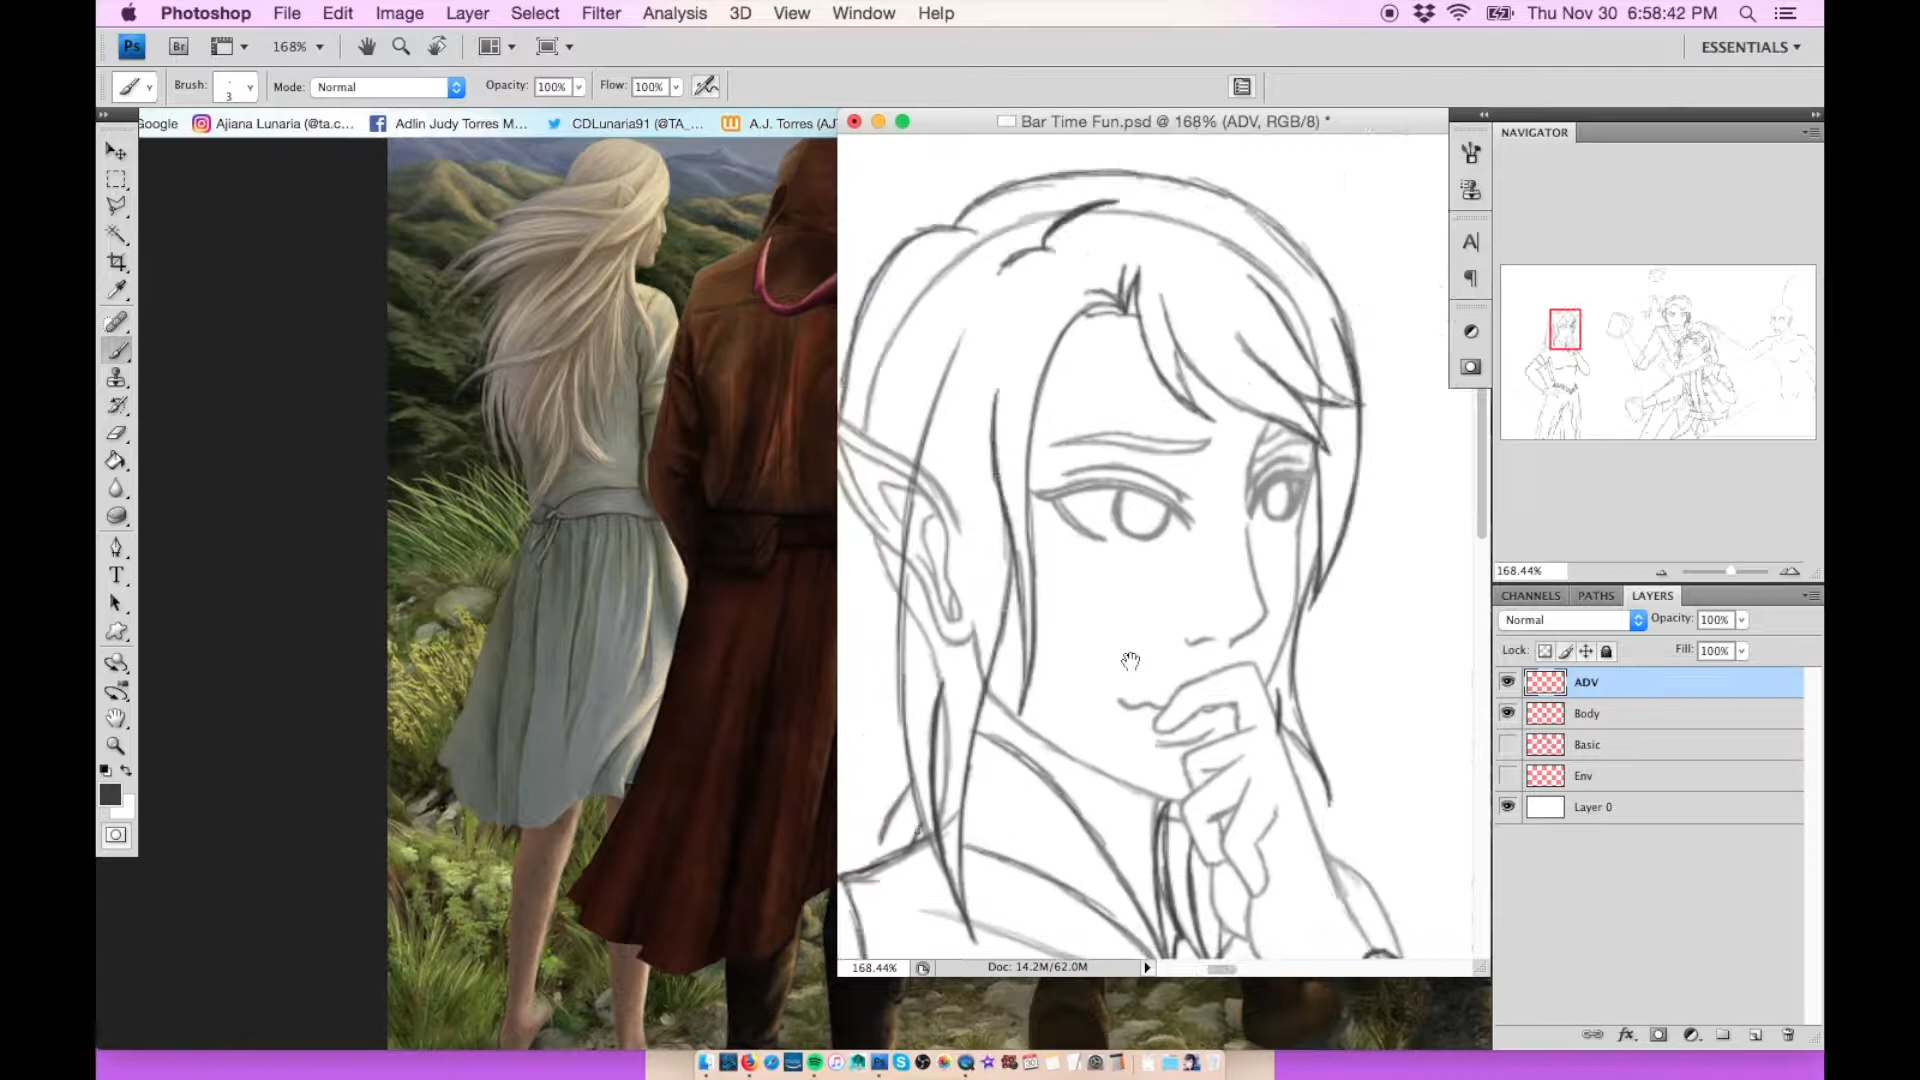 Photoshop File Edit Image Layer Select Filter Analysis 3D View Window Help Thu Nov 30 6:58:42 PM
Ps Br 168% ESSENTIALS
Brush: 3 Mode: Normal Opacity: 100% Flow: 100%
Google Ajiana Lunaria (@ta.c... Adlin Judy Torres M... CDLunaria91 (@TA_... A.J. Torres (AJ
Bar Time Fun.psd @ 168% (ADV, RGB/8) *
NAVIGATOR
168.44%
CHANNELS PATHS LAYERS
Normal Opacity: 100%
Lock: Fill: 100%
ADV
Body
Basic
Env
Layer 0
168.44% Doc: 14.2M/62.0M